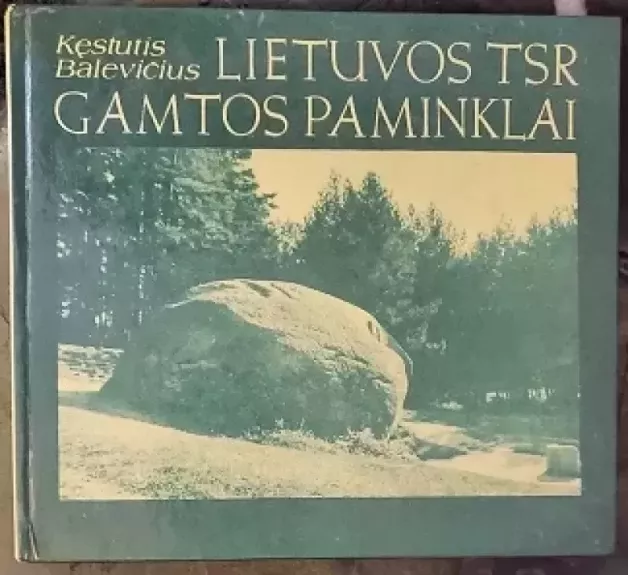 Kęstutis
Balevičius
LIETUVOS TSR
GAMTOS PAMINKLAI